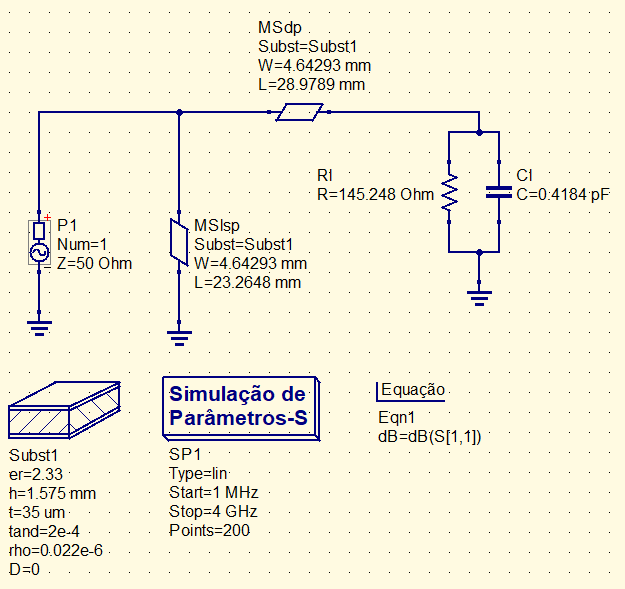 MSdp
Subst=Subst1
W=4.64293 mm
L=28.9789 mm
Rl
R=145.248 Ohm
Cl
C=0.4184 pF
P1
Num=1
Z=50 Ohm
MSlsp
Subst=Subst1
W=4.64293 mm
L=23.2648 mm
Subst1
er=2.33
h=1.575 mm
t=35 um
tand=2e-4
rho=0.022e-6
D=0
Simulação de
Parâmetros-S
SP1
Type=lin
Start=1 MHz
Stop=4 GHz
Points=200
Equação
Eqn1
dB=dB(S[1,1])